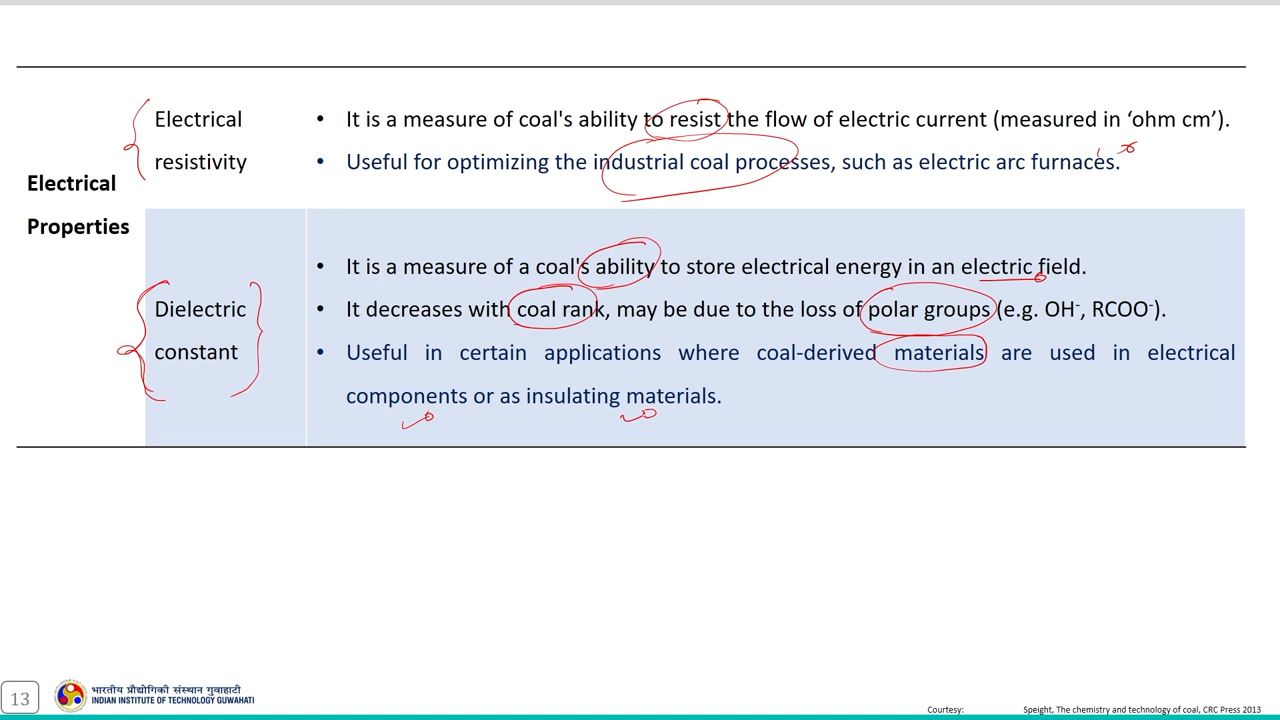 Electrical
resistivity
• It is a measure of coal's ability to resist the flow of electric current (measured in ‘ohm cm’).
• Useful for optimizing the industrial coal processes, such as electric arc furnaces.
Electrical
Properties
Dielectric
constant
• It is a measure of a coal's ability to store electrical energy in an electric field.
• It decreases with coal rank, may be due to the loss of polar groups (e.g. OH⁻, RCOO⁻).
• Useful in certain applications where coal-derived materials are used in electrical
components or as insulating materials.
13
भारतीय प्रौद्योगिकी संस्थान गुवाहाटी
INDIAN INSTITUTE OF TECHNOLOGY GUWAHATI
Courtesy: Speight, The chemistry and technology of coal, CRC Press 2013